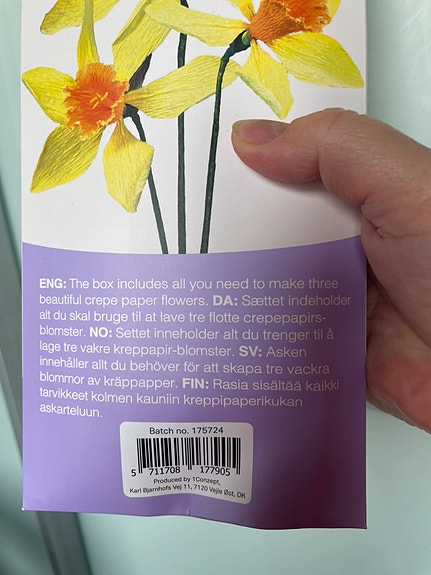 ENG: The box includes all you need to make three
beautiful crepe paper flowers. DA: Sættet indeholder
alt du skal bruge til at lave tre flotte crepepapirs-
blomster. NO: Settet inneholder alt du trenger til å
lage tre vakre kreppapir-blomster. SV: Asken
innehåller allt du behöver för att skapa tre vackra
blommor av kräppapper. FIN: Rasia sisältää kaikki
tarvikkeet kolmen kauniin kreppipaperikukan
askarteluun.
Batch no. 175724
5 711708 177905
Produced by 1Conzept,
Karl Bjarnhofs Vej 11, 7120 Vejle Øst, DK